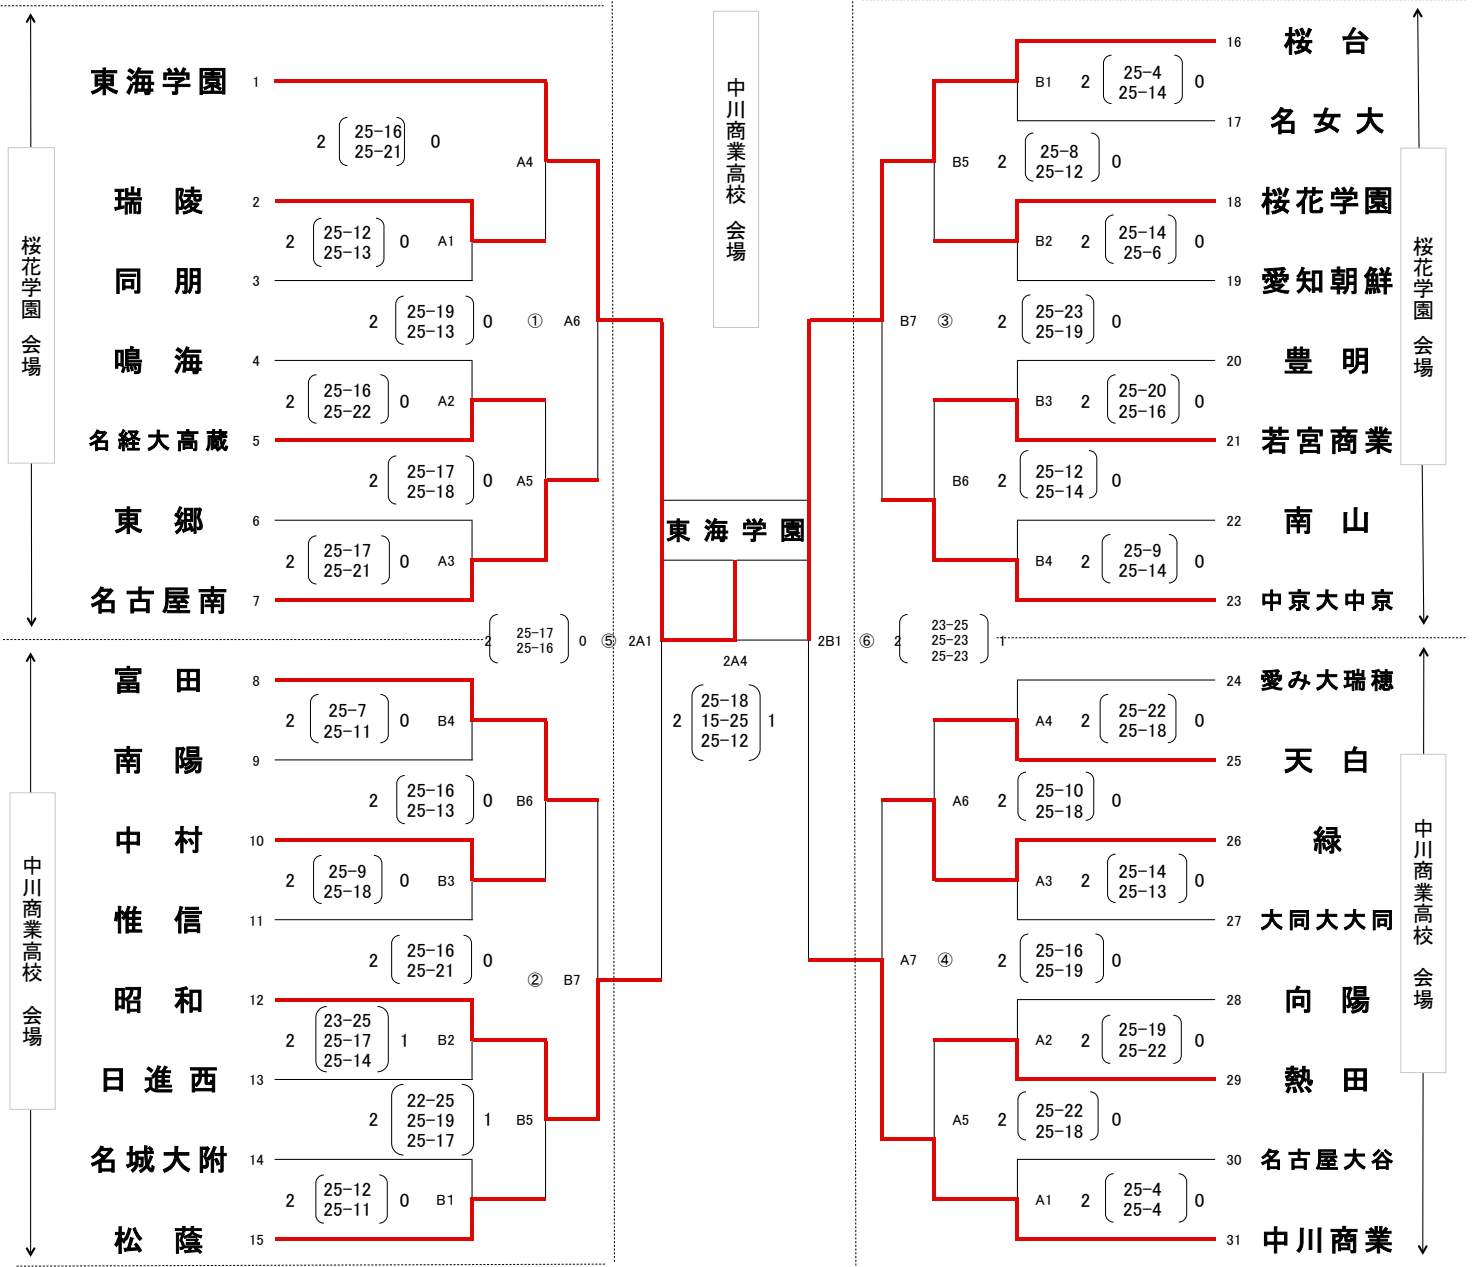 桜花学園 会場
東海学園 1
2 25-16 0
25-21
A4
瑞陵 2
2 25-12 0 A1
25-13
同朋 3
2 25-19 0 ① A6
25-13
鳴海 4
2 25-16 0 A2
25-22
名経大高蔵 5
2 25-17 0 A5
25-18
東郷 6
2 25-17 0 A3
25-21
名古屋南 7
2 25-17 0 ⑤ 2A1
25-16
中川商業高校 会場
富田 8
2 25-7 0 B4
25-11
南陽 9
2 25-16 0 B6
25-13
中村 10
2 25-9 0 B3
25-18
惟信 11
2 25-16 0 ② B7
25-21
昭和 12
2 23-25 1 B2
25-17
25-14
日進西 13
2 22-25 1 B5
25-19
25-17
名城大附 14
2 25-12 0 B1
25-11
松蔭 15
中川商業高校 会場
東海学園
2A4
2 25-18 1
15-25
25-12
16 桜台
B1 2 25-4 0
25-14
17 名女大
B5 2 25-8 0
25-12
18 桜花学園
B2 2 25-14 0
25-6
19 愛知朝鮮
B7 ③ 2 25-23 0
25-19
20 豊明
B3 2 25-20 0
25-16
21 若宮商業
B6 2 25-12 0
25-14
22 南山
B4 2 25-9 0
25-14
23 中京大中京
桜花学園 会場
2B1 ⑥ 2 23-25 1
25-23
25-23
24 愛み大瑞穂
A4 2 25-22 0
25-18
25 天白
A6 2 25-10 0
25-18
26 緑
A3 2 25-14 0
25-13
27 大同大大同
A7 ④ 2 25-16 0
25-19
28 向陽
A2 2 25-19 0
25-22
29 熱田
A5 2 25-22 0
25-18
30 名古屋大谷
A1 2 25-4 0
25-4
31 中川商業
中川商業高校 会場